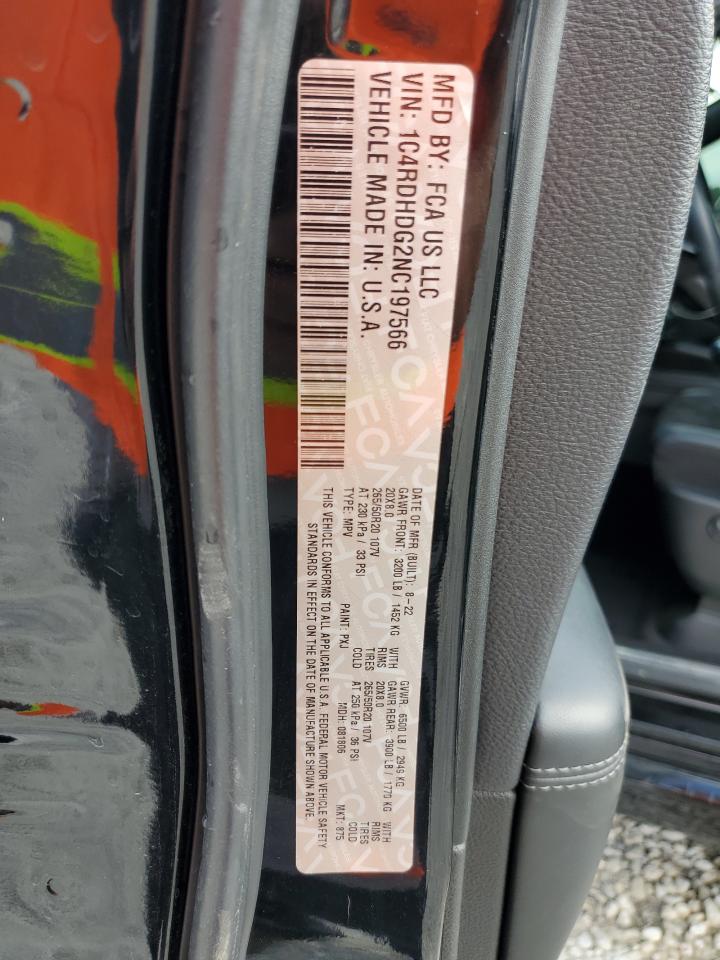 MFD BY: FCA US LLC
VIN: 1C4RDHDG2NC197566
VEHICLE MADE IN: U.S.A.
DATE OF MFR (BUILT): 8-22 GVWR: 6500 LB / 2949 KG
GAWR FRONT: 3200 LB / 1452 KG WITH GAWR REAR: 3900 LB / 1770 KG WITH
20X8.0 RIMS 20X8.0 RIMS
265/50R20 107V TIRES 265/50R20 107V TIRES
AT 230 kPa / 33 PSI COLD AT 250 kPa / 36 PSI COLD
TYPE: MPV PAINT: PXJ MDH: 081806 MKT: 875
THIS VEHICLE CONFORMS TO ALL APPLICABLE U.S.A. FEDERAL MOTOR VEHICLE SAFETY
STANDARDS IN EFFECT ON THE DATE OF MANUFACTURE SHOWN ABOVE.